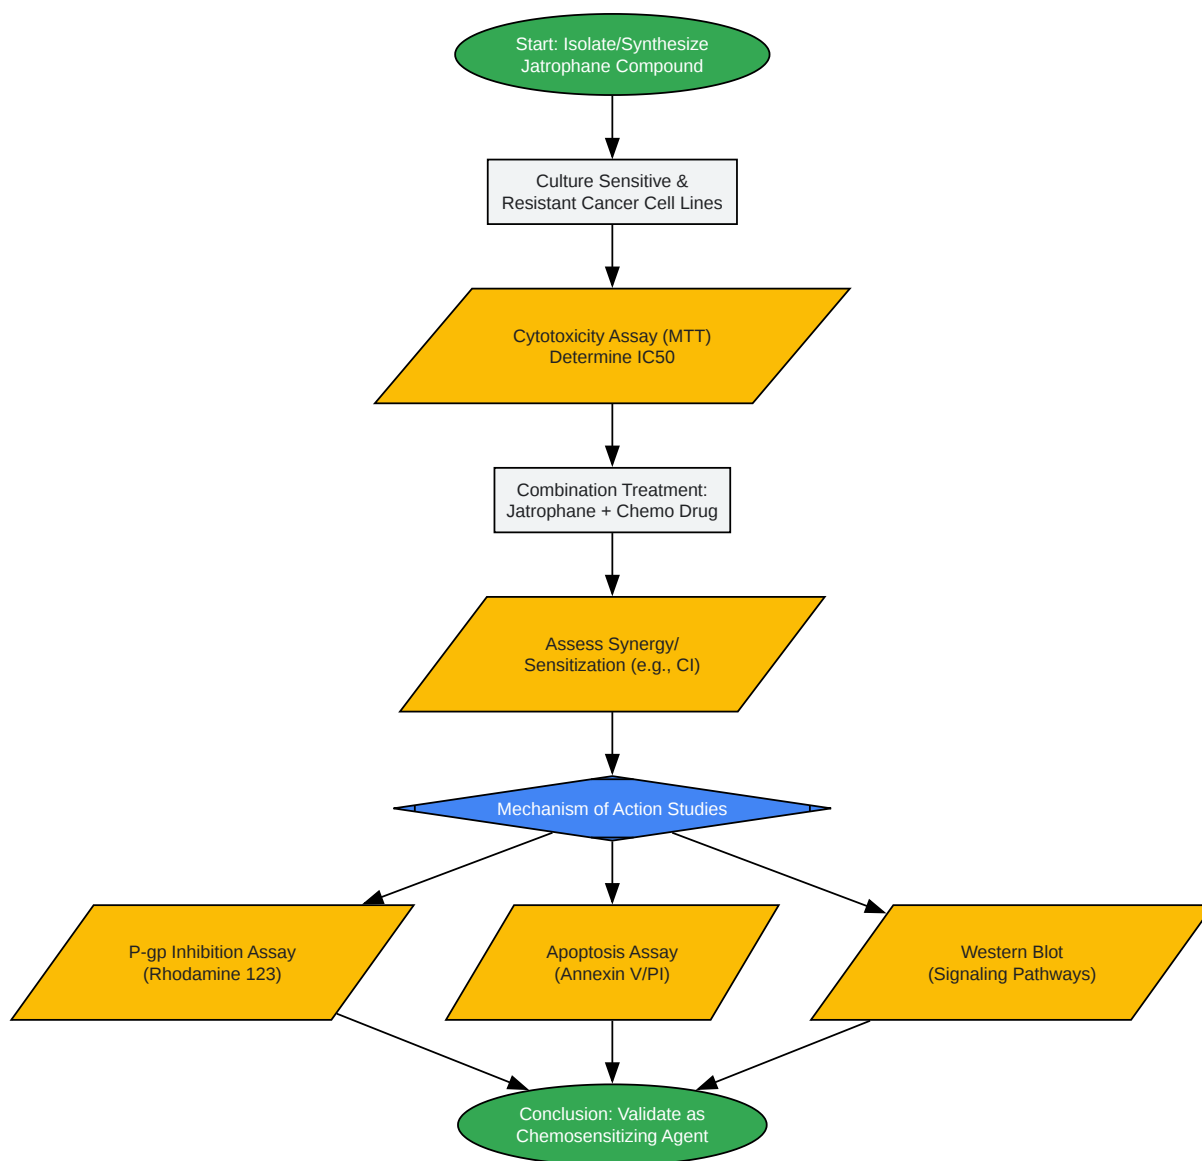 Start: Isolate/Synthesize
Jatrophane Compound
Culture Sensitive &
Resistant Cancer Cell Lines
Cytotoxicity Assay (MTT)
Determine IC50
Combination Treatment:
Jatrophane + Chemo Drug
Assess Synergy/
Sensitization (e.g., CI)
Mechanism of Action Studies
P-gp Inhibition Assay
(Rhodamine 123)
Apoptosis Assay
(Annexin V/PI)
Western Blot
(Signaling Pathways)
Conclusion: Validate as
Chemosensitizing Agent